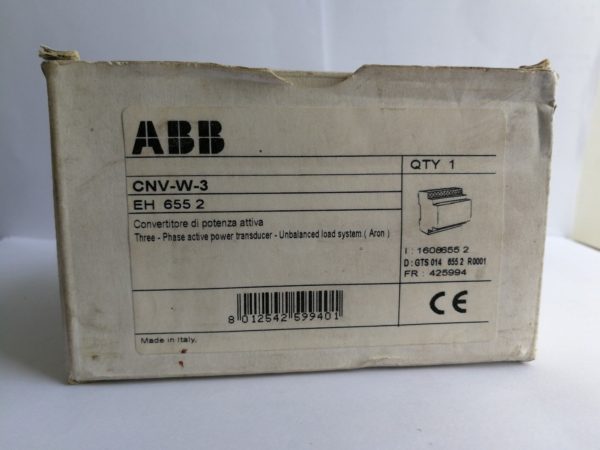 ABB
QTY 1
CNV-W-3
EH 655 2
Convertitore di potenza attiva
Three - Phase active power transducer - Unbalanced load system ( Aron )
I : 1608655 2
D : GTS 014 655 2 R0001
FR : 425994
8 012542 599401
CE
Made in Italy.